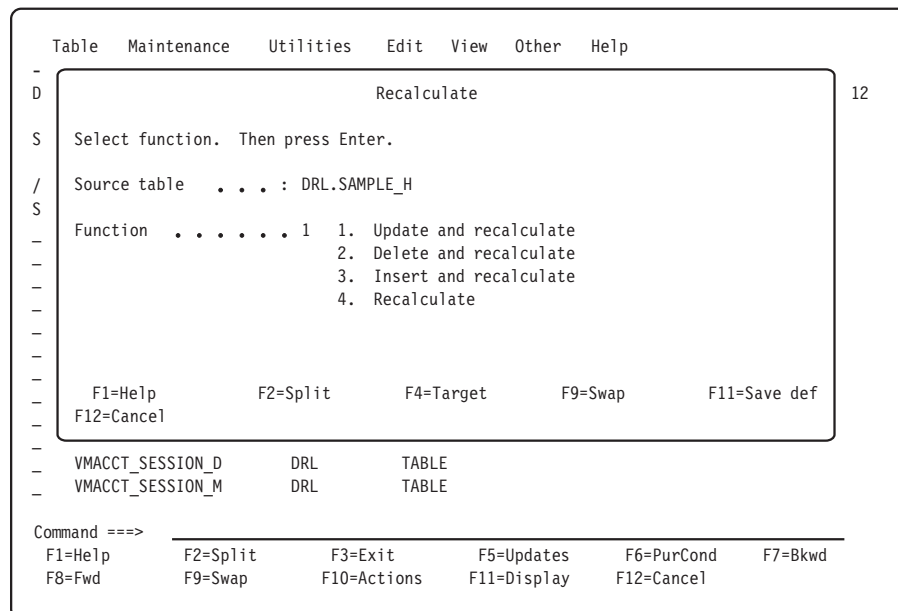 Table Maintenance Utilities Edit View Other Help
-
D Recalculate 12
S Select function. Then press Enter.
/ Source table . . . : DRL.SAMPLE_H
S
_ Function . . . . . . 1 1. Update and recalculate
_ 2. Delete and recalculate
_ 3. Insert and recalculate
_ 4. Recalculate
_
_
_
_ F1=Help F2=Split F4=Target F9=Swap F11=Save def
_ F12=Cancel
_
_ VMACCT_SESSION_D DRL TABLE
_ VMACCT_SESSION_M DRL TABLE
Command ===>
F1=Help F2=Split F3=Exit F5=Updates F6=PurCond F7=Bkwd
F8=Fwd F9=Swap F10=Actions F11=Display F12=Cancel